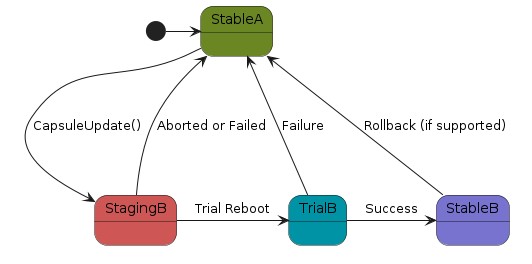 StableA
CapsuleUpdate()
Aborted or Failed
Failure
Rollback (if supported)
StagingB
Trial Reboot
TrialB
Success
StableB